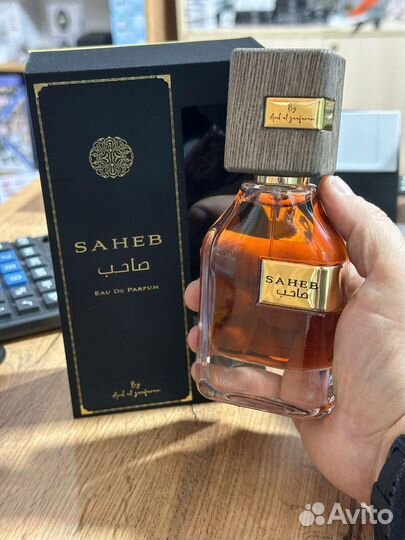 SAHEB
صاحب
EAU DE PARFUM
By
Ard al zaafaran
By
Ard al zaafaran
SAHEB
صاحب
Avito